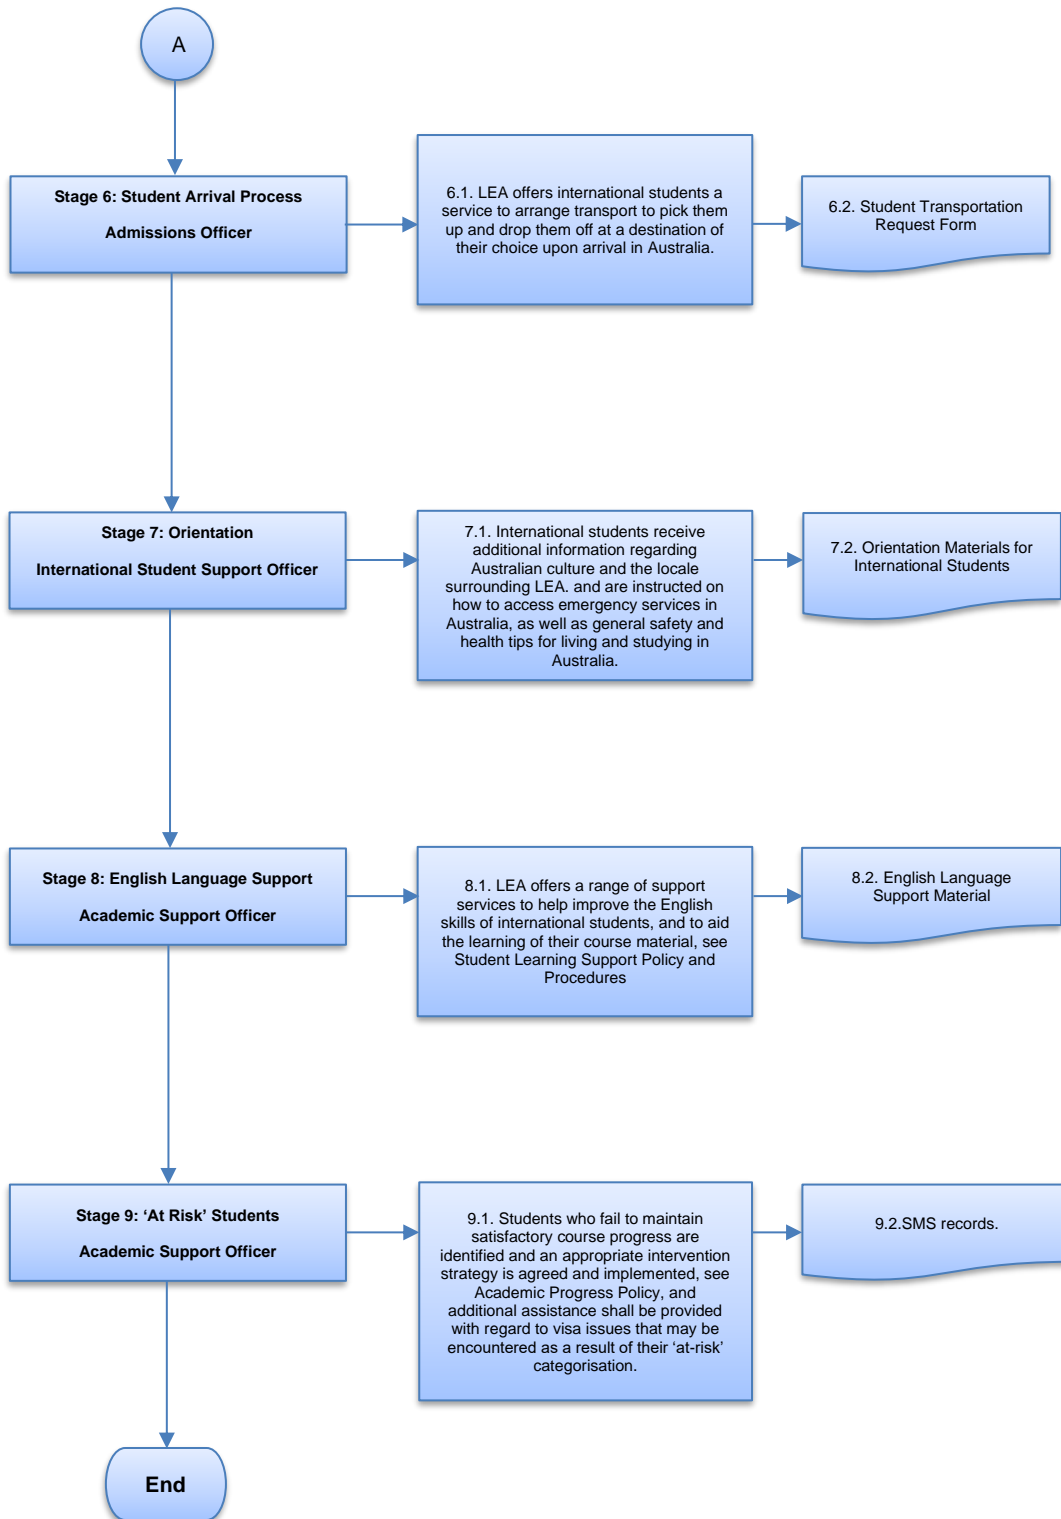 A
Stage 6: Student Arrival Process
Admissions Officer
6.1. LEA offers international students a
service to arrange transport to pick them
up and drop them off at a destination of
their choice upon arrival in Australia.
6.2. Student Transportation
Request Form
Stage 7: Orientation
International Student Support Officer
7.1. International students receive
additional information regarding
Australian culture and the locale
surrounding LEA. and are instructed on
how to access emergency services in
Australia, as well as general safety and
health tips for living and studying in
Australia.
7.2. Orientation Materials for
International Students
Stage 8: English Language Support
Academic Support Officer
8.1. LEA offers a range of support
services to help improve the English
skills of international students, and to aid
the learning of their course material, see
Student Learning Support Policy and
Procedures
8.2. English Language
Support Material
Stage 9: ‘At Risk’ Students
Academic Support Officer
9.1. Students who fail to maintain
satisfactory course progress are
identified and an appropriate intervention
strategy is agreed and implemented, see
Academic Progress Policy, and
additional assistance shall be provided
with regard to visa issues that may be
encountered as a result of their ‘at-risk’
categorisation.
9.2.SMS records.
End